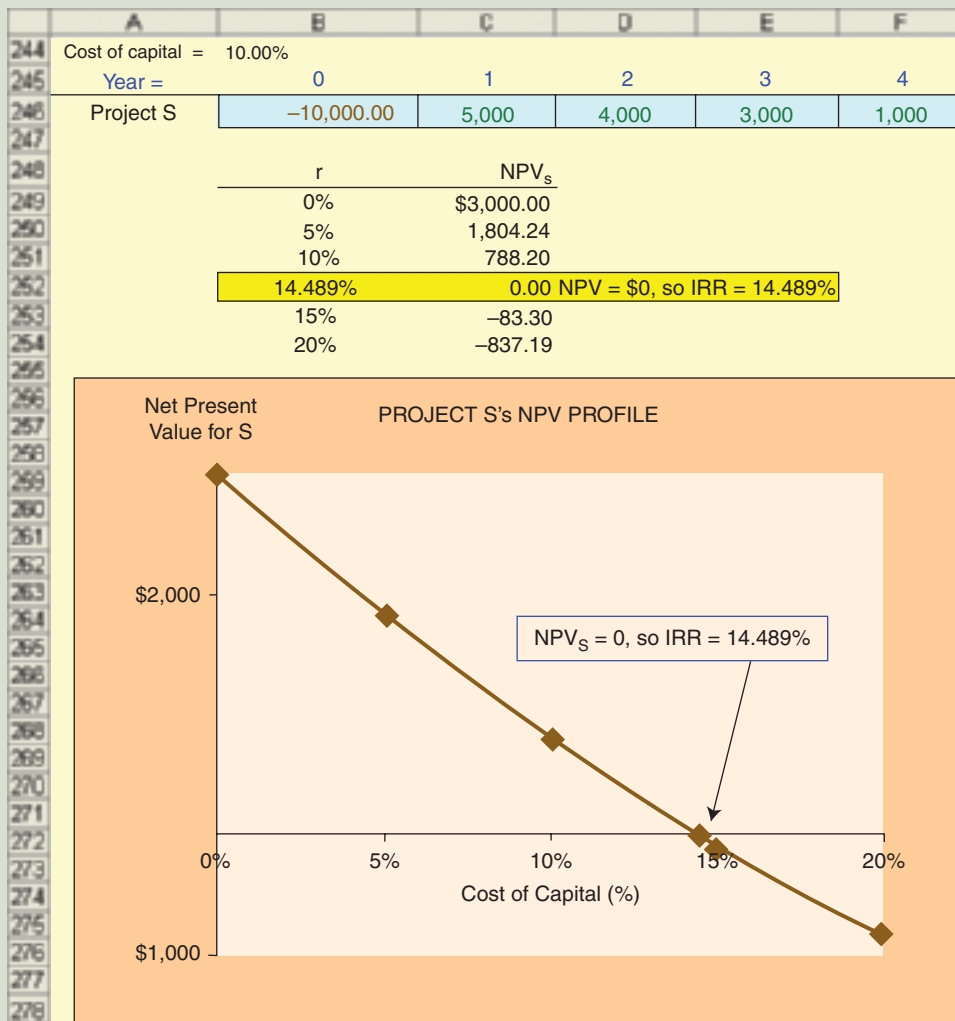 A B C D E F
244 Cost of capital = 10.00%
245 Year = 0 1 2 3 4
246 Project S –10,000.00 5,000 4,000 3,000 1,000
247
248 r NPVS
249 0% $3,000.00
250 5% 1,804.24
251 10% 788.20
252 14.489% 0.00 NPV = $0, so IRR = 14.489%
253 15% –83.30
254 20% –837.19
255
256 Net Present
257 Value for S
PROJECT S's NPV PROFILE
258
259
260
261
262
263 $2,000
264
265 NPVS = 0, so IRR = 14.489%
266
267
268
269
270
271
272
0% 5% 10% 15% 20%
273
274 Cost of Capital (%)
275
276 $1,000
277
278